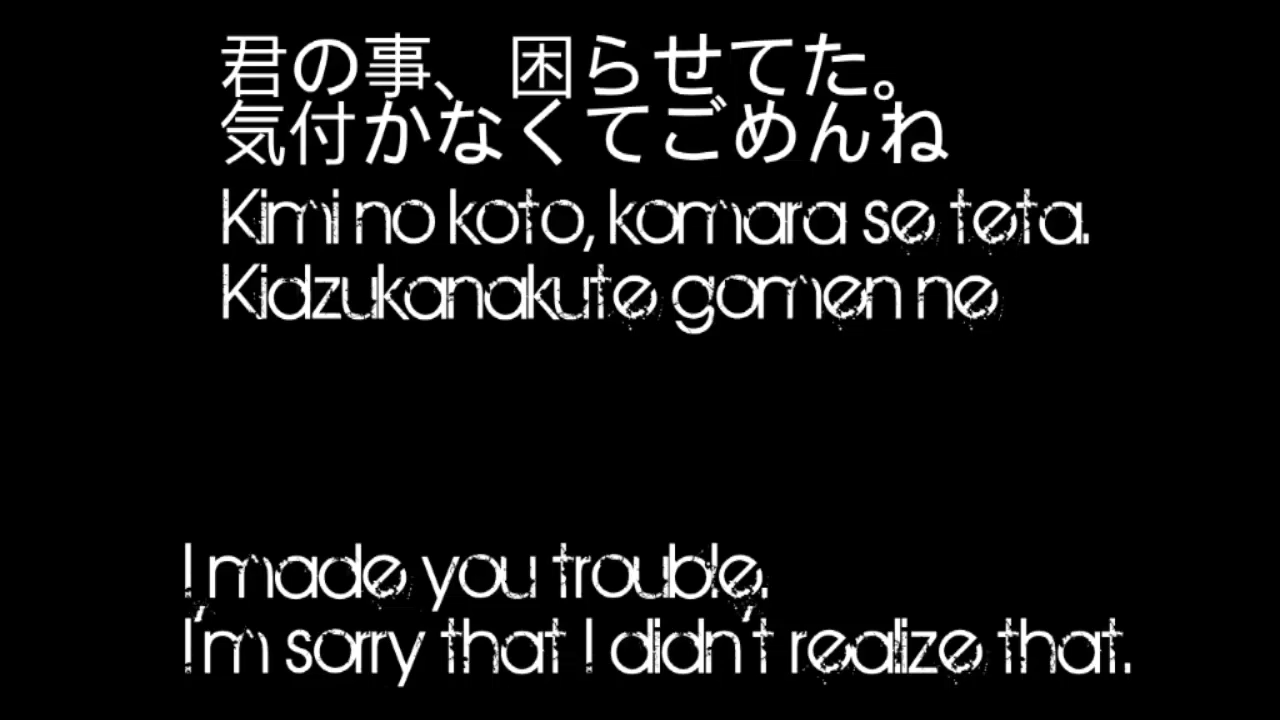 君の事、困らせてた。
気付かなくてごめんね
Kimi no koto, komara se teta.
Kidzukanakute gomen ne
I made you trouble.
I'm sorry that I didn't realize that.